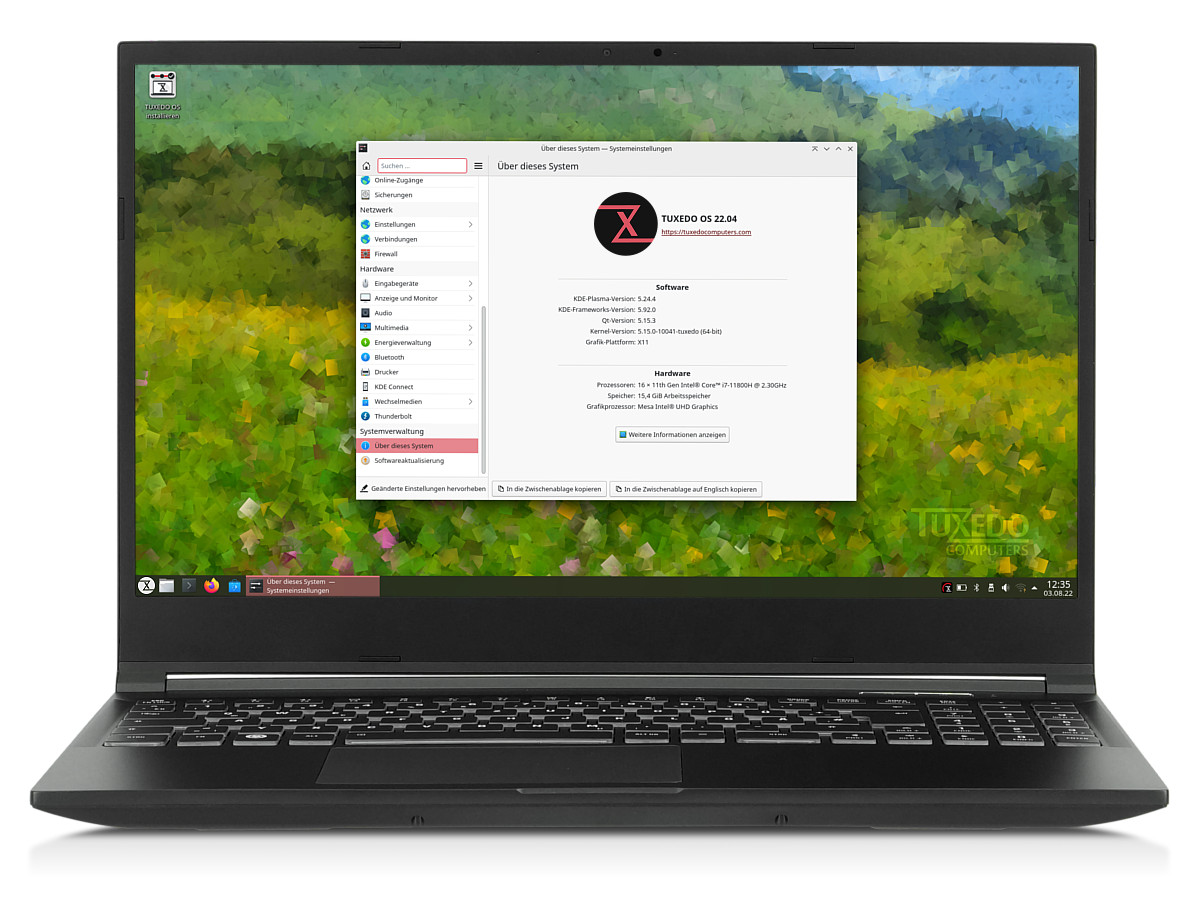 TUXEDO OS
installieren
Über dieses System — Systemeinstellungen
Suchen ...
Über dieses System
Online-Zugänge
Sicherungen
Netzwerk
Einstellungen
Verbindungen
Firewall
Hardware
Eingabegeräte
Anzeige und Monitor
Audio
Multimedia
Energieverwaltung
Bluetooth
Drucker
KDE Connect
Wechselmedien
Thunderbolt
Systemverwaltung
Über dieses System
Softwareaktualisierung
Geänderte Einstellungen hervorheben
TUXEDO OS 22.04
https://tuxedocomputers.com
Software
KDE-Plasma-Version: 5.24.4
KDE-Frameworks-Version: 5.92.0
Qt-Version: 5.15.3
Kernel-Version: 5.15.0-10041-tuxedo (64-bit)
Grafik-Plattform: X11
Hardware
Prozessoren: 16 × 11th Gen Intel® Core™ i7-11800H @ 2.30GHz
Speicher: 15,4 GiB Arbeitsspeicher
Grafikprozessor: Mesa Intel® UHD Graphics
Weitere Informationen anzeigen
In die Zwischenablage kopieren
In die Zwischenablage auf Englisch kopieren
TUXEDO
COMPUTERS
Über dieses System —
Systemeinstellungen
12:35
03.08.22